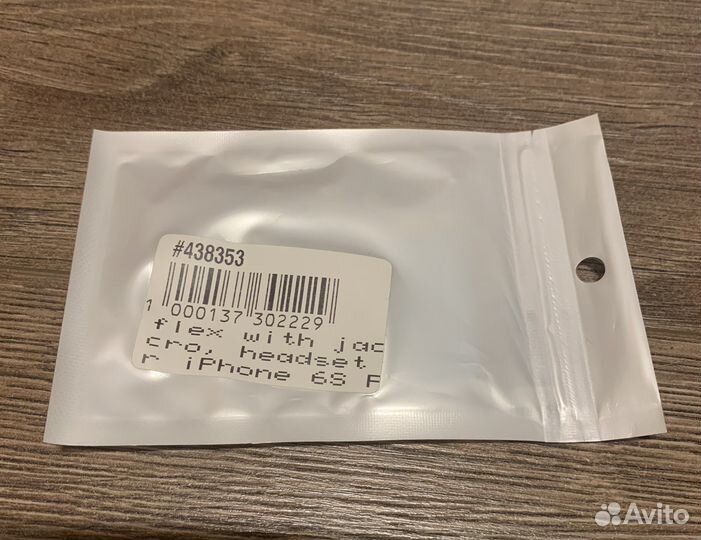 #438353
1 000137 302229
flex with jac
cro, headset
r iPhone 6S P
Avito